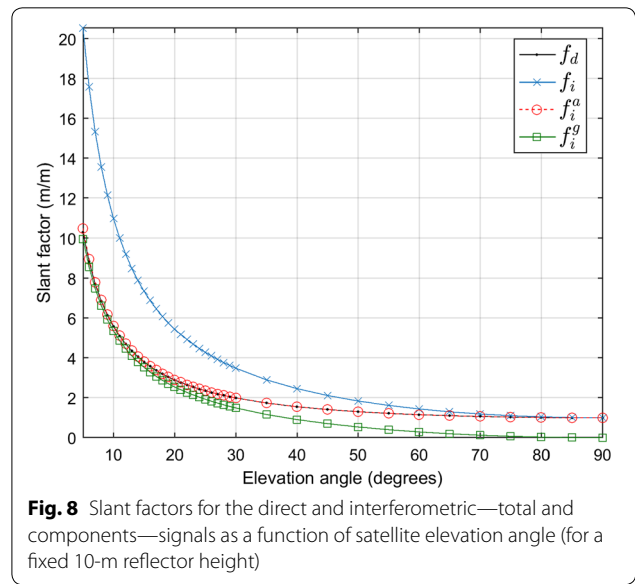 20
18
16
14
12
10
8
6
4
2
0
Slant factor (m/m)
f_d
f_i
f_i^a
f_i^g
10 20 30 40 50 60 70 80 90
Elevation angle (degrees)
Fig. 8 Slant factors for the direct and interferometric—total and
components—signals as a function of satellite elevation angle (for a
fixed 10-m reflector height)